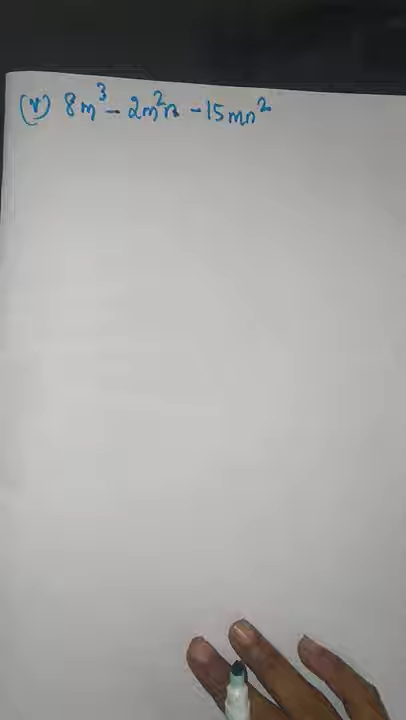 (v) 8m³ - 2m²n - 15mn²